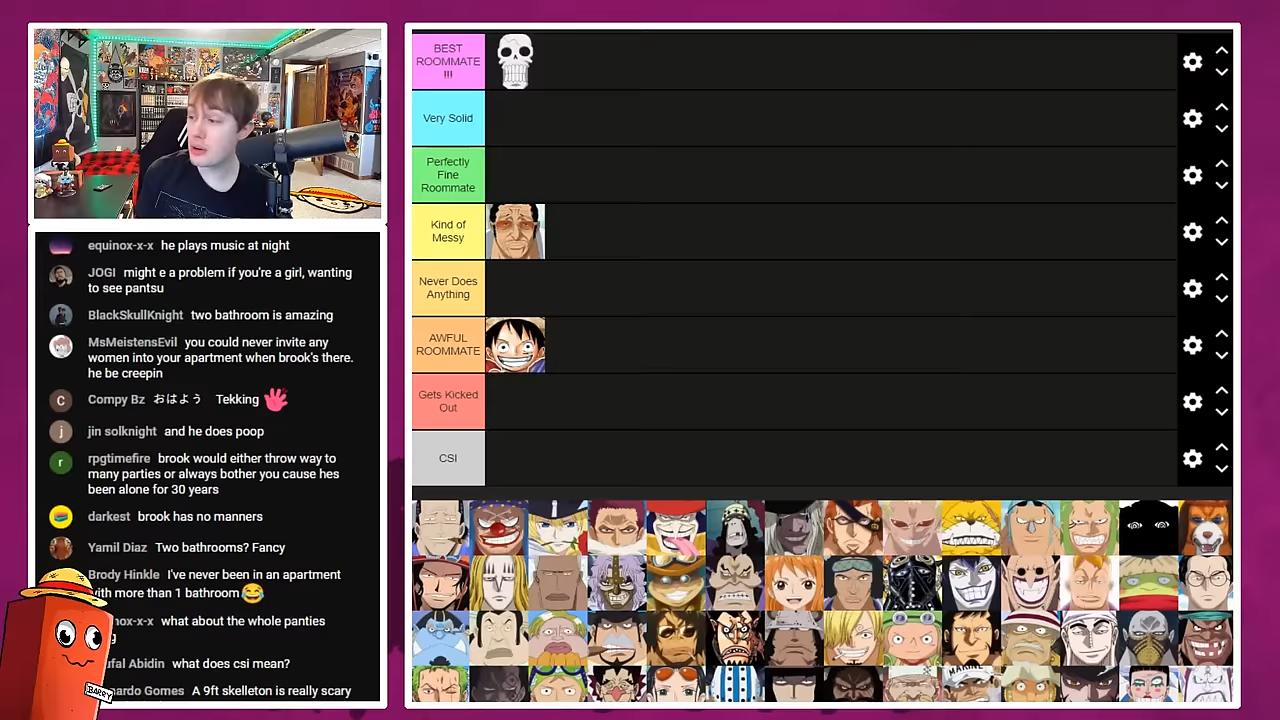 BEST
ROOMMATE
!!!
Very Solid
Perfectly
Fine
Roommate
Kind of
Messy
Never Does
Anything
AWFUL
ROOMMATE
Gets Kicked
Out
CSI
equinox-x-x he plays music at night
JOGI might e a problem if you're a girl, wanting
to see pantsu
BlackSkullKnight two bathroom is amazing
MsMeistensEvil you could never invite any
women into your apartment when brook's there.
he be creepin
C Compy Bz おはよう Tekking
j jin solknight and he does poop
r rpgtimefire brook would either throw way to
many parties or always bother you cause hes
been alone for 30 years
darkest brook has no manners
Yamil Diaz Two bathrooms? Fancy
Brody Hinkle I've never been in an apartment
with more than 1 bathroom
what about the whole panties
Abidin what does csi mean?
Gomes A 9ft skeleton is really scary
BARRY